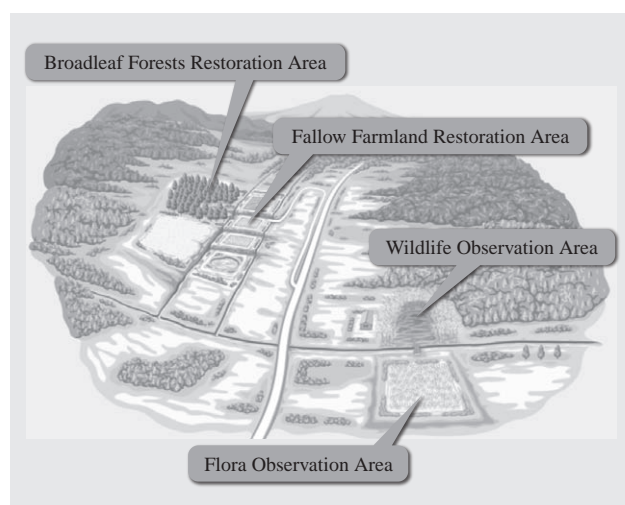 Broadleaf Forests Restoration Area
Fallow Farmland Restoration Area
Wildlife Observation Area
Flora Observation Area